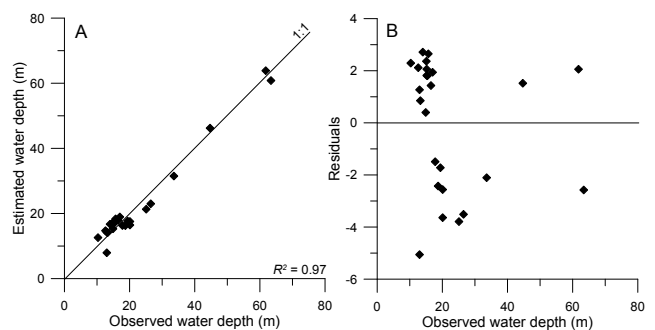 A
1:1
80
60
40
20
0
Estimated water depth (m)
R² = 0.97
0 20 40 60 80
Observed water depth (m)
B
4
2
0
-2
-4
-6
Residuals
0 20 40 60 80
Observed water depth (m)